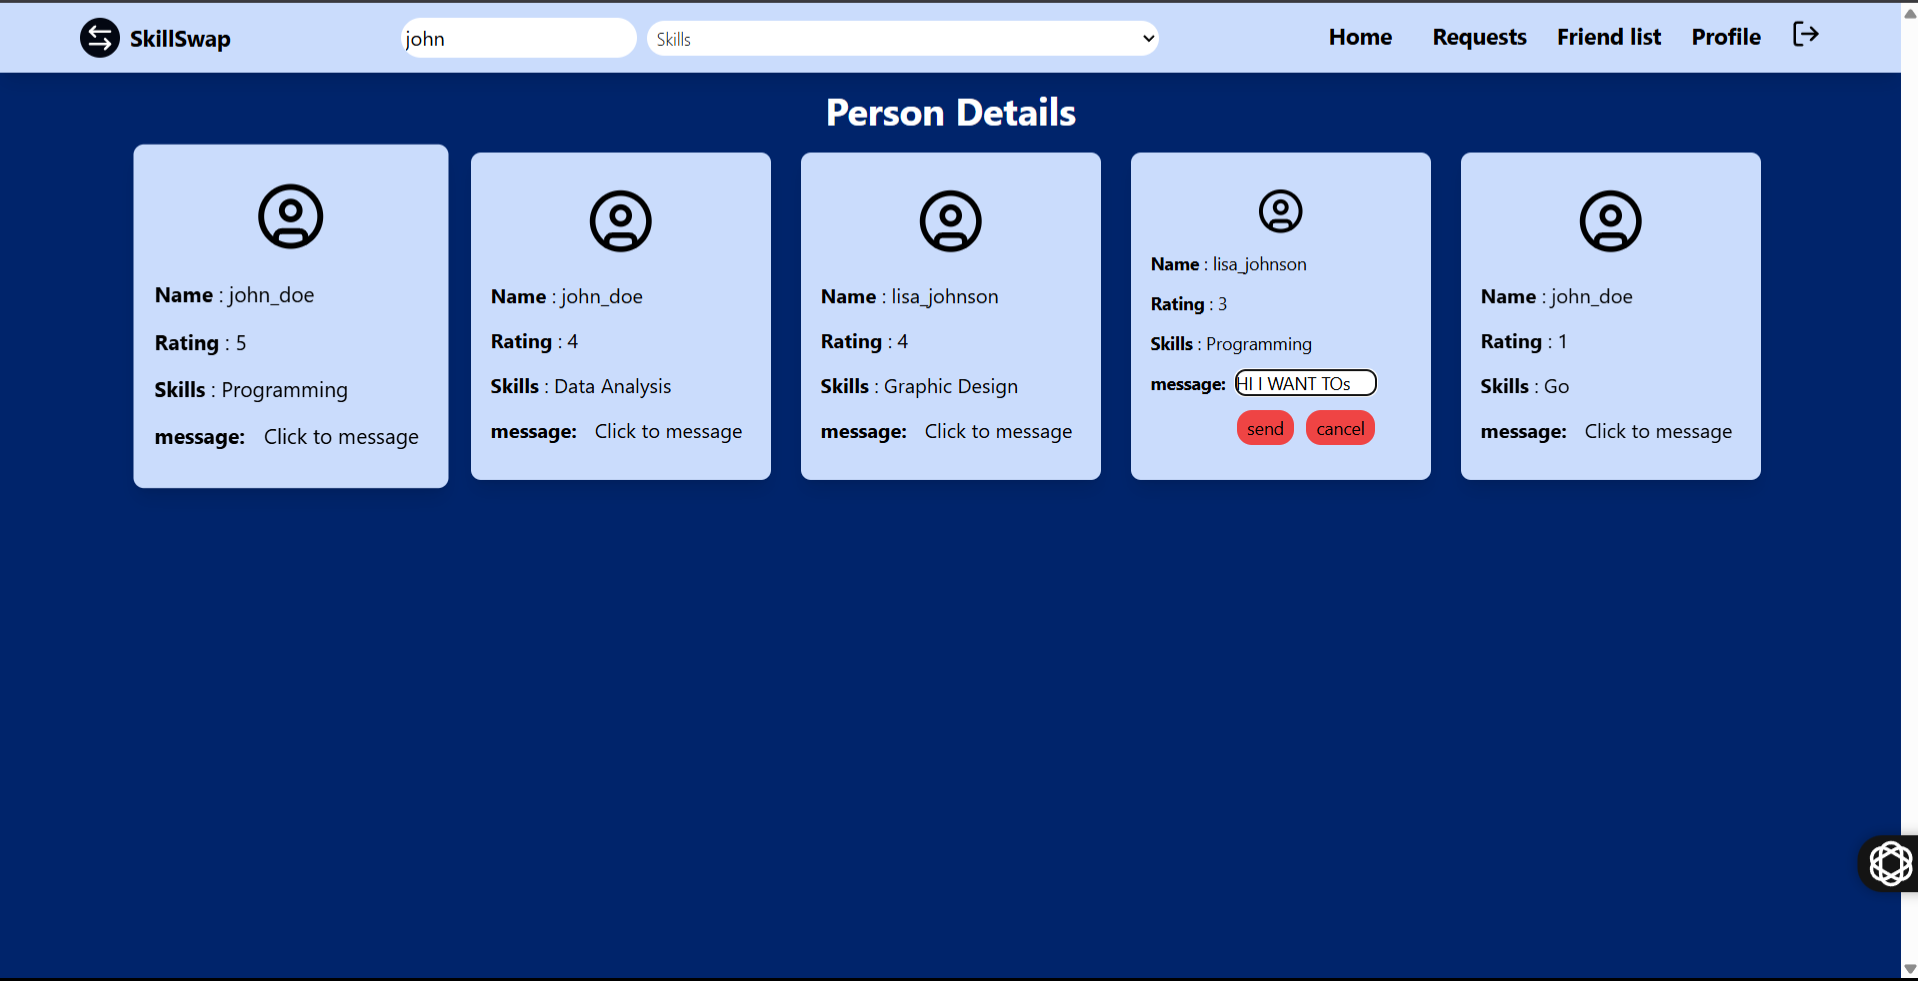 SkillSwap
john
Skills
Home
Requests
Friend list
Profile
Person Details
Name : john_doe
Rating : 5
Skills : Programming
message: Click to message
Name : john_doe
Rating : 4
Skills : Data Analysis
message: Click to message
Name : lisa_johnson
Rating : 4
Skills : Graphic Design
message: Click to message
Name : lisa_johnson
Rating : 3
Skills : Programming
message: HI I WANT TOs
send
cancel
Name : john_doe
Rating : 1
Skills : Go
message: Click to message